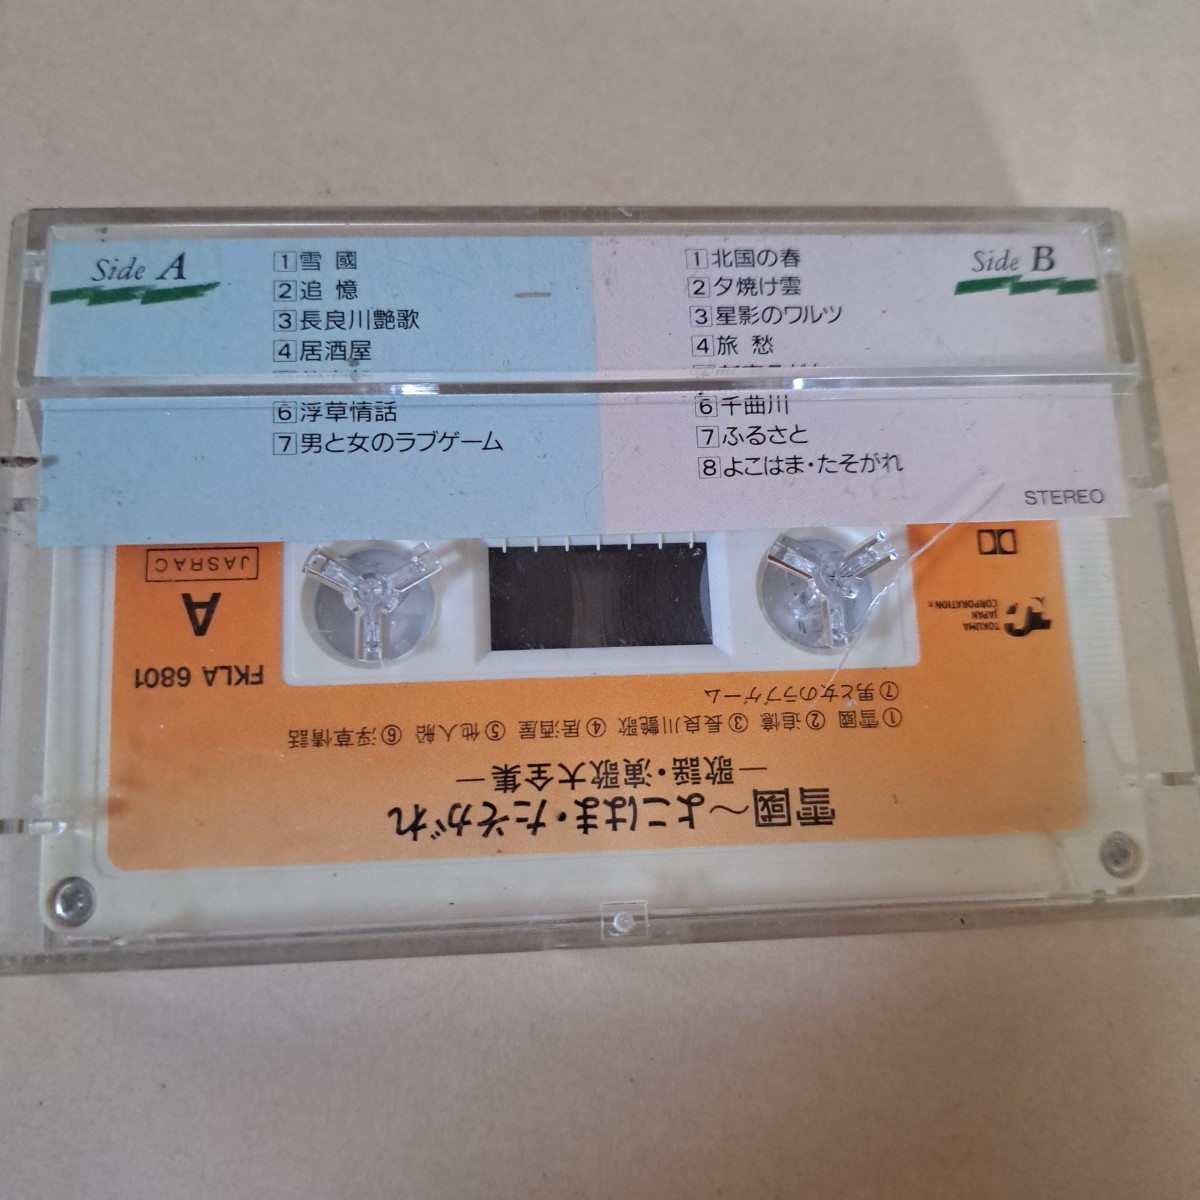 Side A
1 雪 國
2 追 憶
3 長良川艶歌
4 居酒屋
6 浮草情話
7 男と女のラブゲーム
Side B
1 北国の春
2 夕焼け雲
3 星影のワルツ
4 旅 愁
6 千曲川
7 ふるさと
8 よこはま・たそがれ
STEREO
雪國〜よこはま・たそがれ
―歌謡・演歌大全集―
① 雪國 ② 追憶 ③ 長良川艶歌 ④ 居酒屋 ⑤ 他人船 ⑥ 浮草情話
⑦ 男と女のラブゲーム
TOKUMA
JAPAN
CORPORATION
FKLA 6801
A
JASRAC